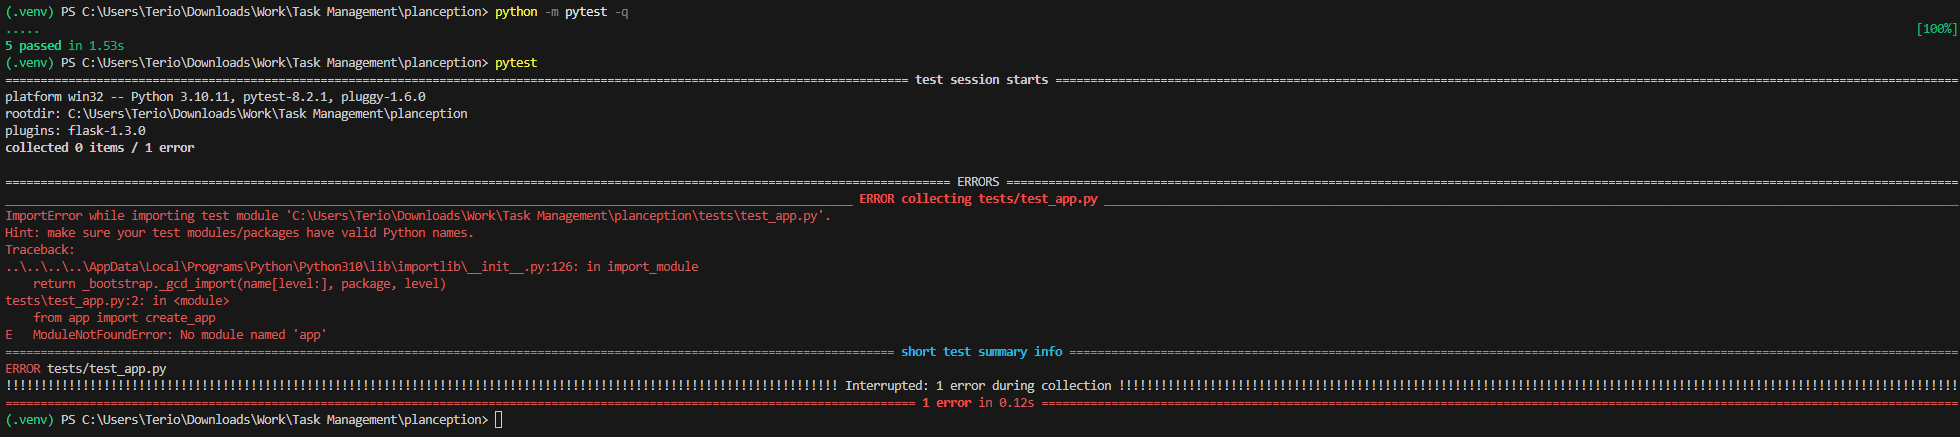 (.venv) PS C:\Users\Terio\Downloads\Work\Task Management\planception> python -m pytest -q
..... [100%]
5 passed in 1.53s
(.venv) PS C:\Users\Terio\Downloads\Work\Task Management\planception> pytest
=== test session starts ===
platform win32 -- Python 3.10.11, pytest-8.2.1, pluggy-1.6.0
rootdir: C:\Users\Terio\Downloads\Work\Task Management\planception
plugins: flask-1.3.0
collected 0 items / 1 error
=== ERRORS ===
___ ERROR collecting tests/test_app.py ___
ImportError while importing test module 'C:\Users\Terio\Downloads\Work\Task Management\planception\tests\test_app.py'.
Hint: make sure your test modules/packages have valid Python names.
Traceback:
..\..\..\..\AppData\Local\Programs\Python\Python310\lib\importlib\__init__.py:126: in import_module
    return _bootstrap._gcd_import(name[level:], package, level)
tests\test_app.py:2: in <module>
    from app import create_app
E   ModuleNotFoundError: No module named 'app'
=== short test summary info ===
ERROR tests/test_app.py
!!! Interrupted: 1 error during collection !!!
=== 1 error in 0.12s ===
(.venv) PS C:\Users\Terio\Downloads\Work\Task Management\planception>